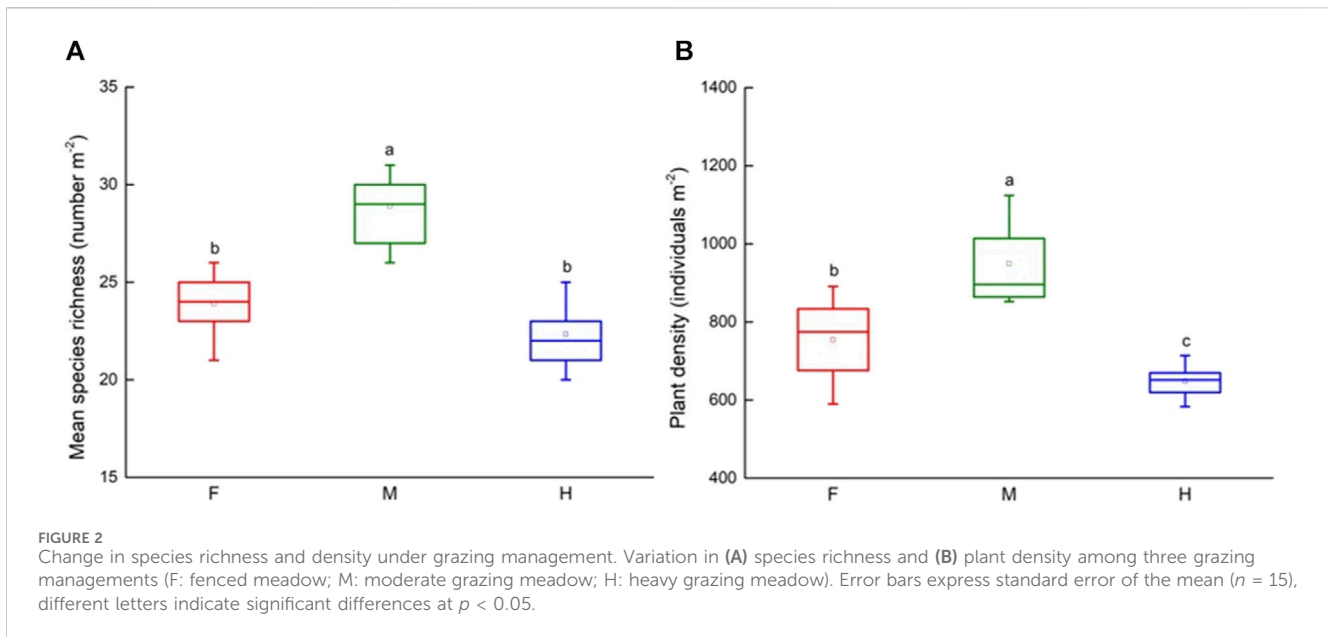 A
Mean species richness (number m-2)
35
30
25
20
15
b
a
b
F
M
H
B
Plant density (individuals m-2)
1400
1200
1000
800
600
400
b
a
c
F
M
H
FIGURE 2
Change in species richness and density under grazing management. Variation in (A) species richness and (B) plant density among three grazing
managements (F: fenced meadow; M: moderate grazing meadow; H: heavy grazing meadow). Error bars express standard error of the mean (n = 15),
different letters indicate significant differences at p < 0.05.